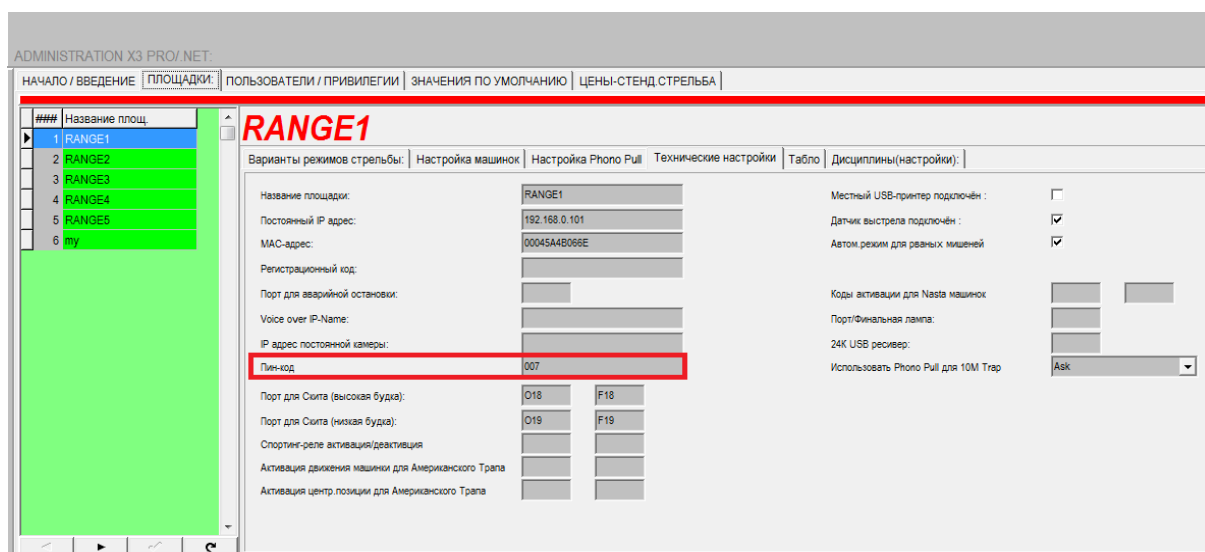 ADMINISTRATION X3 PRO/.NET:
НАЧАЛО / ВВЕДЕНИЕ ПЛОЩАДКИ: ПОЛЬЗОВАТЕЛИ / ПРИВИЛЕГИИ ЗНАЧЕНИЯ ПО УМОЛЧАНИЮ ЦЕНЫ-СТЕНД.СТРЕЛЬБА
### Название площ.
1 RANGE1
2 RANGE2
3 RANGE3
4 RANGE4
5 RANGE5
6 my
RANGE1
Варианты режимов стрельбы: Настройка машинок Настройка Phono Pull Технические настройки Табло Дисциплины(настройки):
Название площадки: RANGE1 Местный USB-принтер подключён :
Постоянный IP адрес: 192.168.0.101 Датчик выстрела подключён :
MAC-адрес: 00045A4B066E Автом.режим для рваных мишеней
Регистрационный код:
Порт для аварийной остановки: Коды активации для Nasta машинок
Voice over IP-Name: Порт/Финальная лампа:
IP адрес постоянной камеры: 24K USB ресивер:
Пин-код 007 Использовать Phono Pull для 10М Trap Ask
Порт для Скита (высокая будка): O18 F18
Порт для Скита (низкая будка): O19 F19
Спортинг-реле активация/деактивция
Активация движения машинки для Американского Трапа
Активация центр.позиции для Американского Трапа